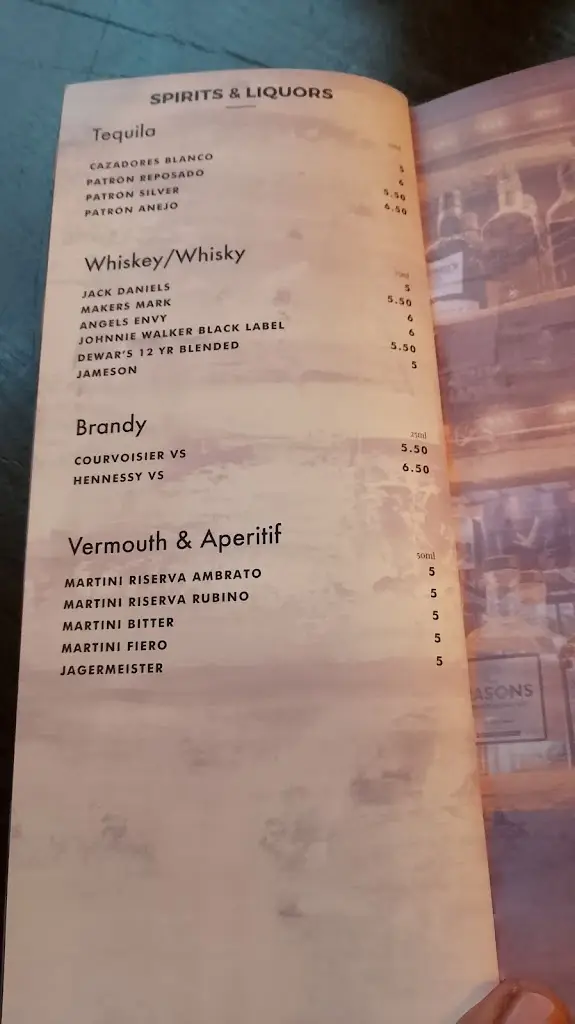 SPIRITS & LIQUORS
Tequila
CAZADORES BLANCO 5
PATRON REPOSADO 6
PATRON SILVER 5.50
PATRON ANEJO 6.50
Whiskey/Whisky
JACK DANIELS 5
MAKERS MARK 5.50
ANGELS ENVY 6
JOHNNIE WALKER BLACK LABEL 6
DEWAR'S 12 YR BLENDED 5.50
JAMESON 5
Brandy
25ml
COURVOISIER VS 5.50
HENNESSY VS 6.50
Vermouth & Aperitif
50ml
MARTINI RISERVA AMBRATO 5
MARTINI RISERVA RUBINO 5
MARTINI BITTER 5
MARTINI FIERO 5
JAGERMEISTER 5
ASONS